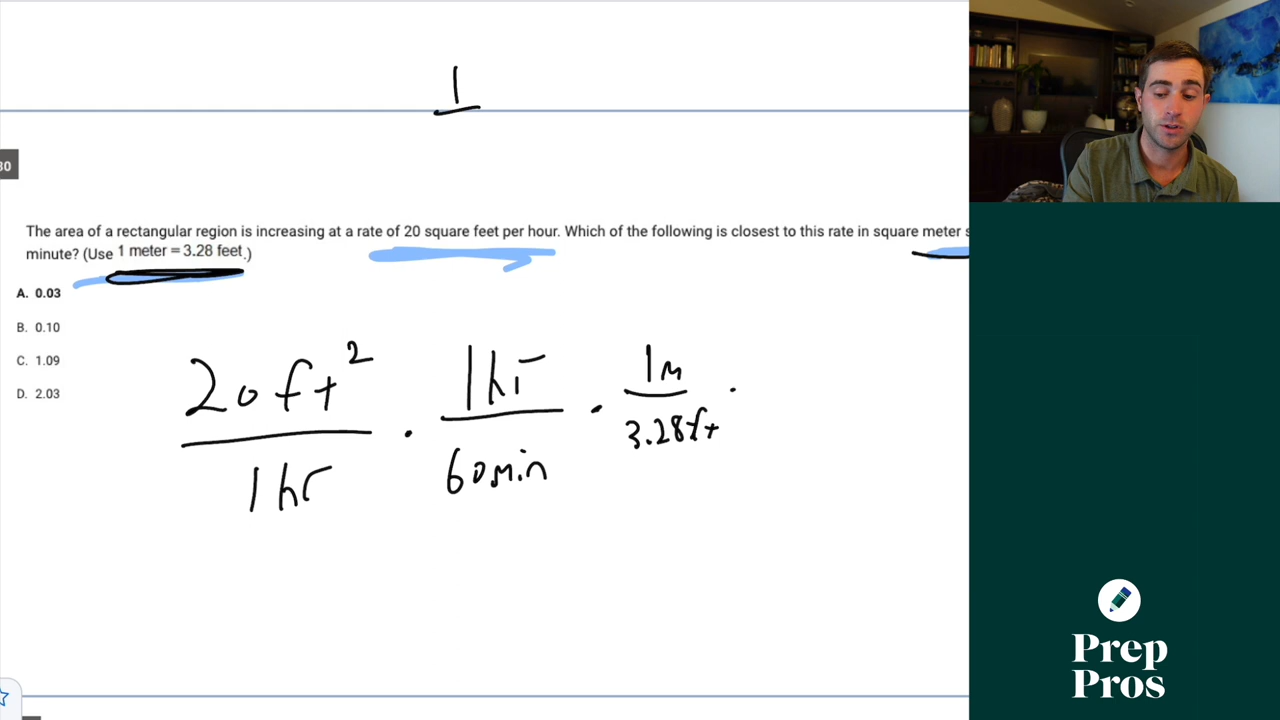 1
30
The area of a rectangular region is increasing at a rate of 20 square feet per hour. Which of the following is closest to this rate in square meter s
minute? (Use 1 meter = 3.28 feet.)
A. 0.03
B. 0.10
C. 1.09
D. 2.03
20ft² / 1hr · 1hr / 60min · 1m / 3.28ft ·
Prep
Pros